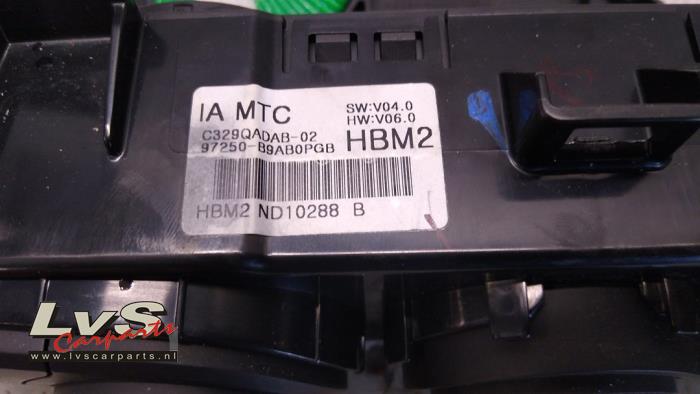 IA MTC SW:V04.0
HW:V06.0
C329QADAB-02
97250-B9AB0PGB HBM2
HBM2 ND10288 B
LvS
Carparts
www.lvscarparts.nl